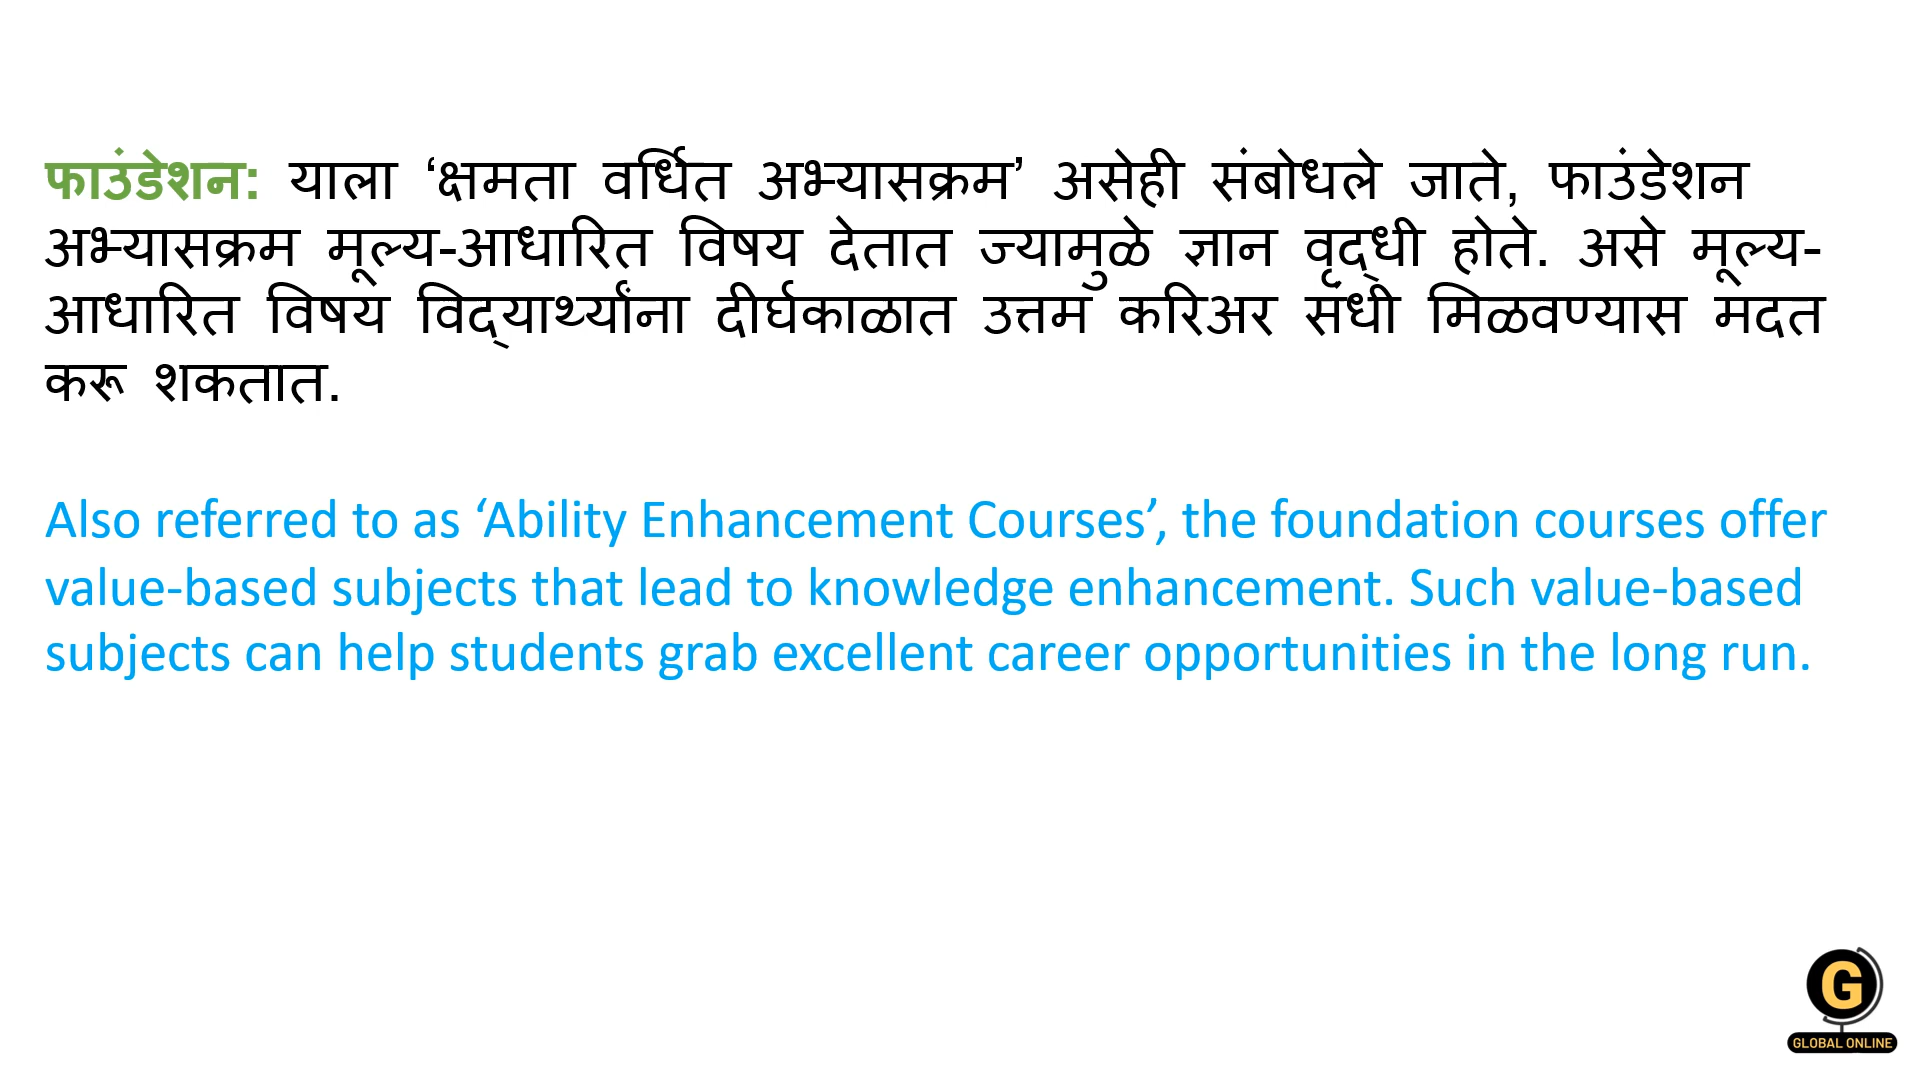 फाउंडेशन: याला ‘क्षमता वर्धित अभ्यासक्रम’ असेही संबोधले जाते, फाउंडेशन
अभ्यासक्रम मूल्य-आधारित विषय देतात ज्यामुळे ज्ञान वृद्धी होते. असे मूल्य-
आधारित विषय विद्यार्थ्यांना दीर्घकाळात उत्तम करिअर संधी मिळवण्यास मदत
करू शकतात.
Also referred to as ‘Ability Enhancement Courses’, the foundation courses offer
value-based subjects that lead to knowledge enhancement. Such value-based
subjects can help students grab excellent career opportunities in the long run.
G
GLOBAL ONLINE